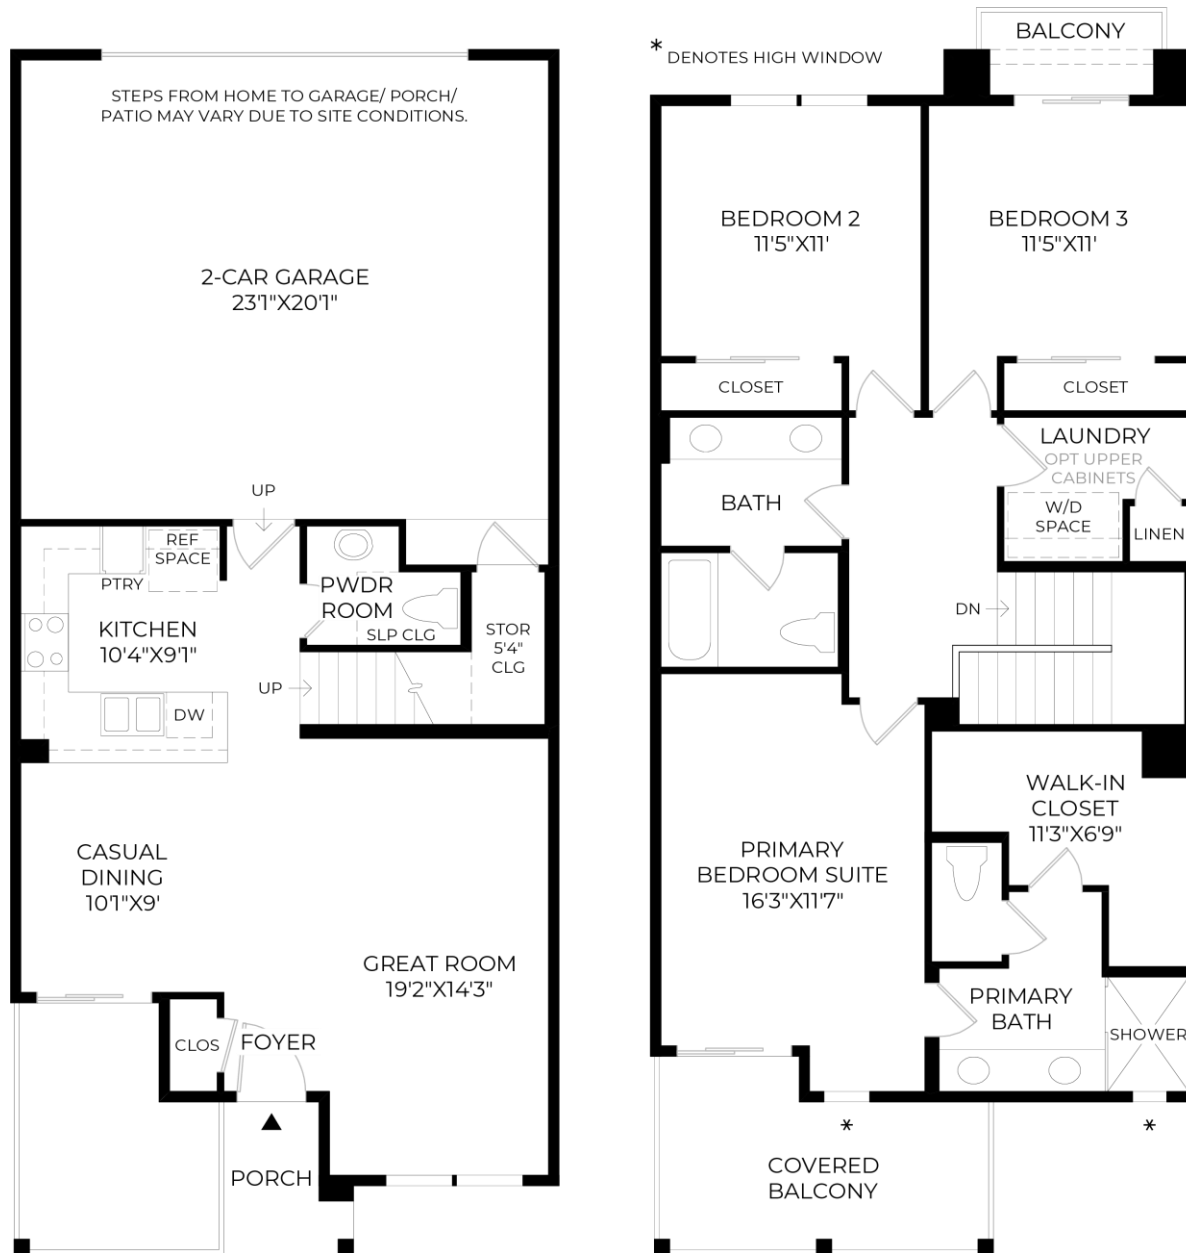 STEPS FROM HOME TO GARAGE/ PORCH/
PATIO MAY VARY DUE TO SITE CONDITIONS.
2-CAR GARAGE
23'1"X20'1"
UP
REF
SPACE
PTRY
PWDR
ROOM
SLP CLG
KITCHEN
10'4"X9'1"
STOR
5'4"
CLG
UP
DW
CASUAL
DINING
10'1"X9'
GREAT ROOM
19'2"X14'3"
CLOS
FOYER
PORCH
* DENOTES HIGH WINDOW
BALCONY
BEDROOM 2
11'5"X11'
BEDROOM 3
11'5"X11'
CLOSET
CLOSET
LAUNDRY
OPT UPPER
CABINETS
BATH
W/D
SPACE
LINEN
DN
WALK-IN
CLOSET
11'3"X6'9"
PRIMARY
BEDROOM SUITE
16'3"X11'7"
PRIMARY
BATH
SHOWER
*
*
COVERED
BALCONY